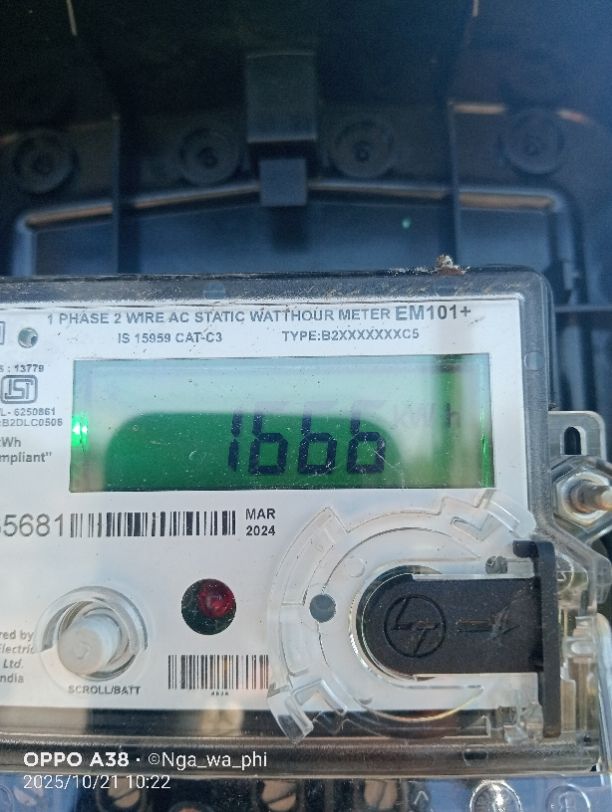 1 PHASE 2 WIRE AC STATIC WATTHOUR METER EM101+
IS 15959 CAT-C3 TYPE:B2XXXXXXXC5
: 13779
L- 6250861
:B2DLC0506
Wh
mpliant"
1666 kWh
5681
MAR
2024
red by
Electric
Ltd.
ndia
SCROLL/BATT
L&T
OPPO A38 · ©Nga_wa_phi
2025/10/21 10:22